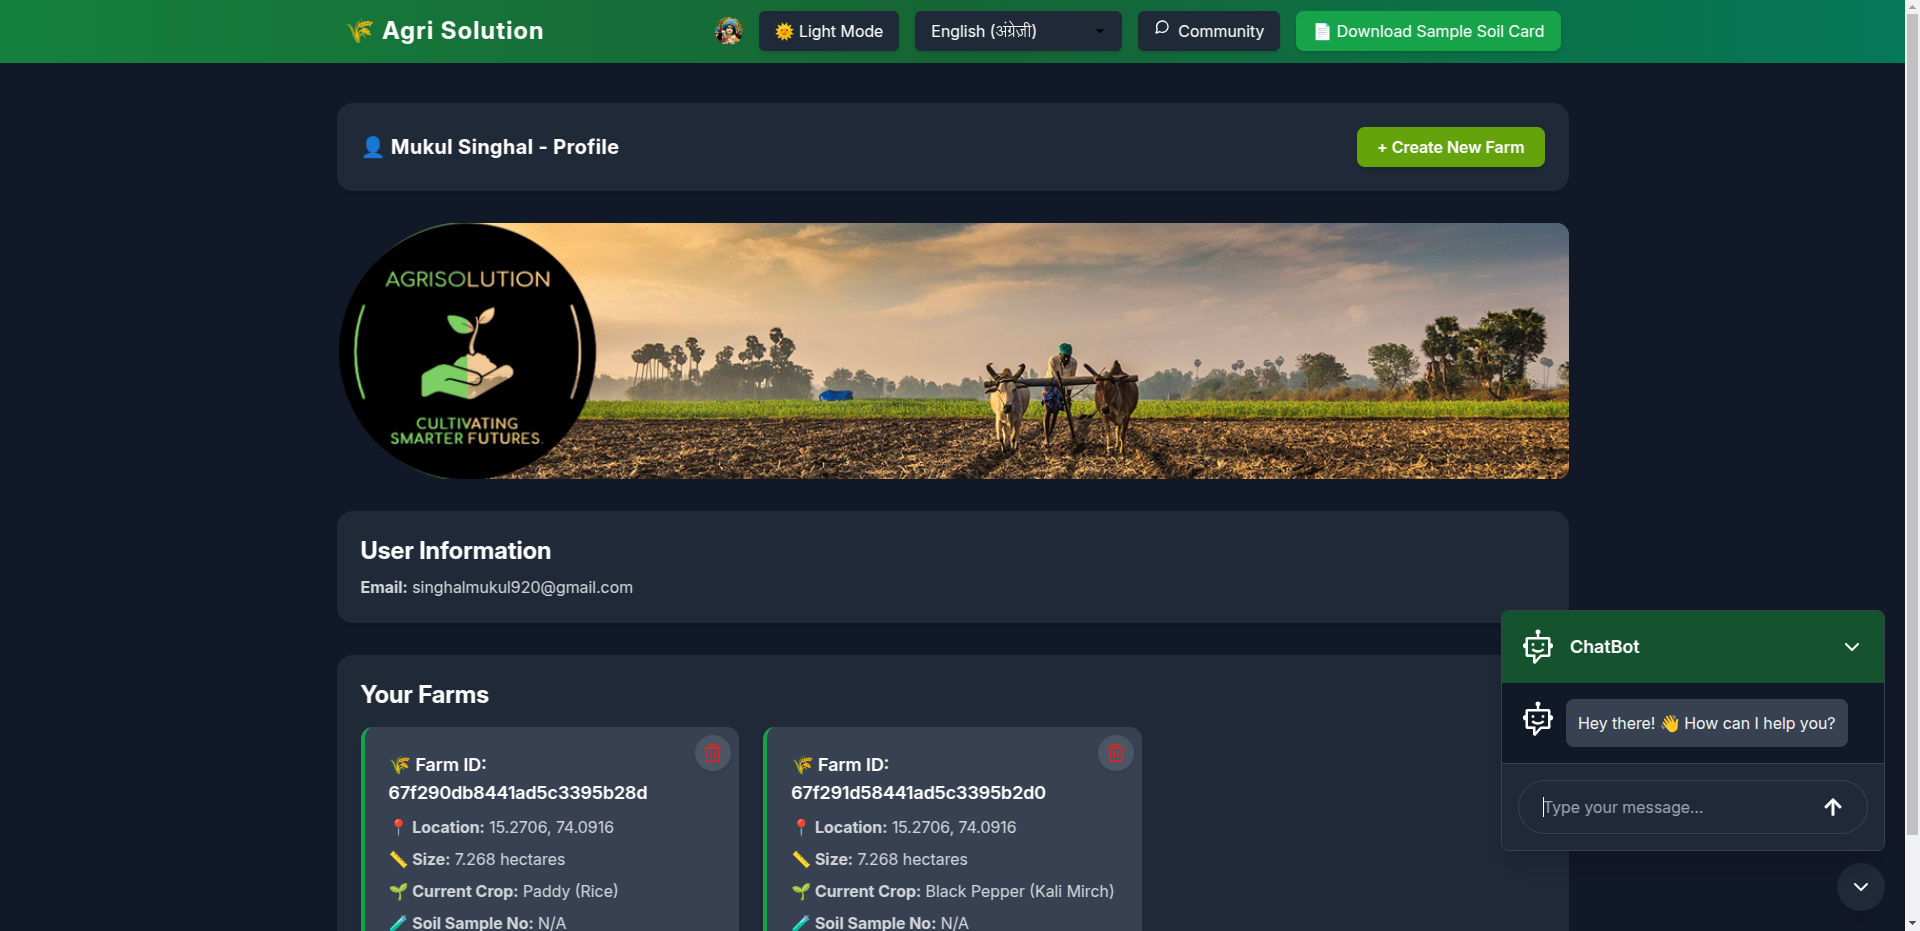 🌾 Agri Solution
🌞 Light Mode
English (अंग्रेज़ी)
Community
📄 Download Sample Soil Card
👤 Mukul Singhal - Profile
+ Create New Farm
AGRISOLUTION
CULTIVATING
SMARTER FUTURES.
User Information
Email: singhalmukul920@gmail.com
Your Farms
🌾 Farm ID:
67f290db8441ad5c3395b28d
📍 Location: 15.2706, 74.0916
📏 Size: 7.268 hectares
🌱 Current Crop: Paddy (Rice)
🧪 Soil Sample No: N/A
🌾 Farm ID:
67f291d58441ad5c3395b2d0
📍 Location: 15.2706, 74.0916
📏 Size: 7.268 hectares
🌱 Current Crop: Black Pepper (Kali Mirch)
🧪 Soil Sample No: N/A
ChatBot
Hey there! 👋 How can I help you?
Type your message...